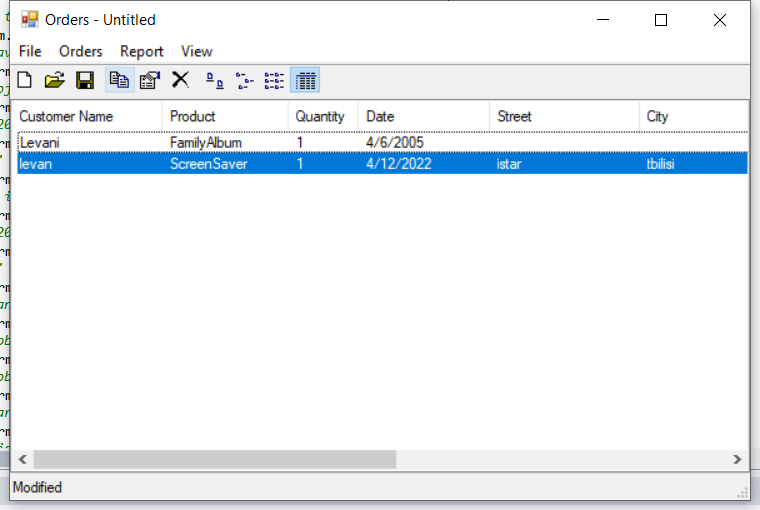 Orders - Untitled
File Orders Report View
Customer Name Product Quantity Date Street City
Levani FamilyAlbum 1 4/6/2005
levan ScreenSaver 1 4/12/2022 istar tbilisi
Modified